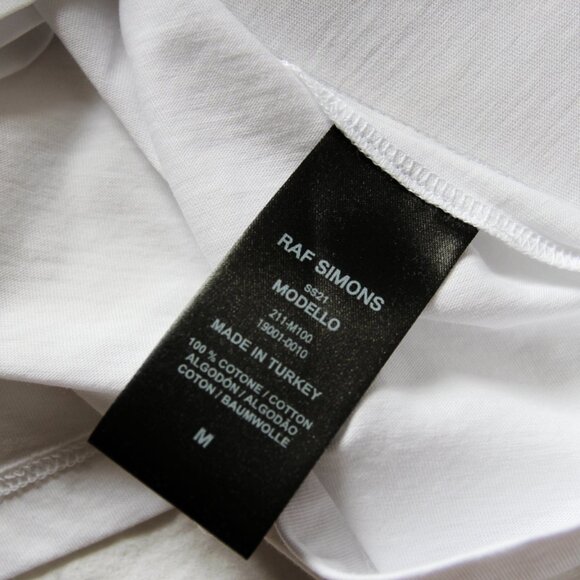 RAF SIMONS
SS21
MODELLO
211-M100
19001-0010
MADE IN TURKEY
100 % COTONE / COTTON
ALGODÓN / ALGODÃO
COTON / BAUMWOLLE
M